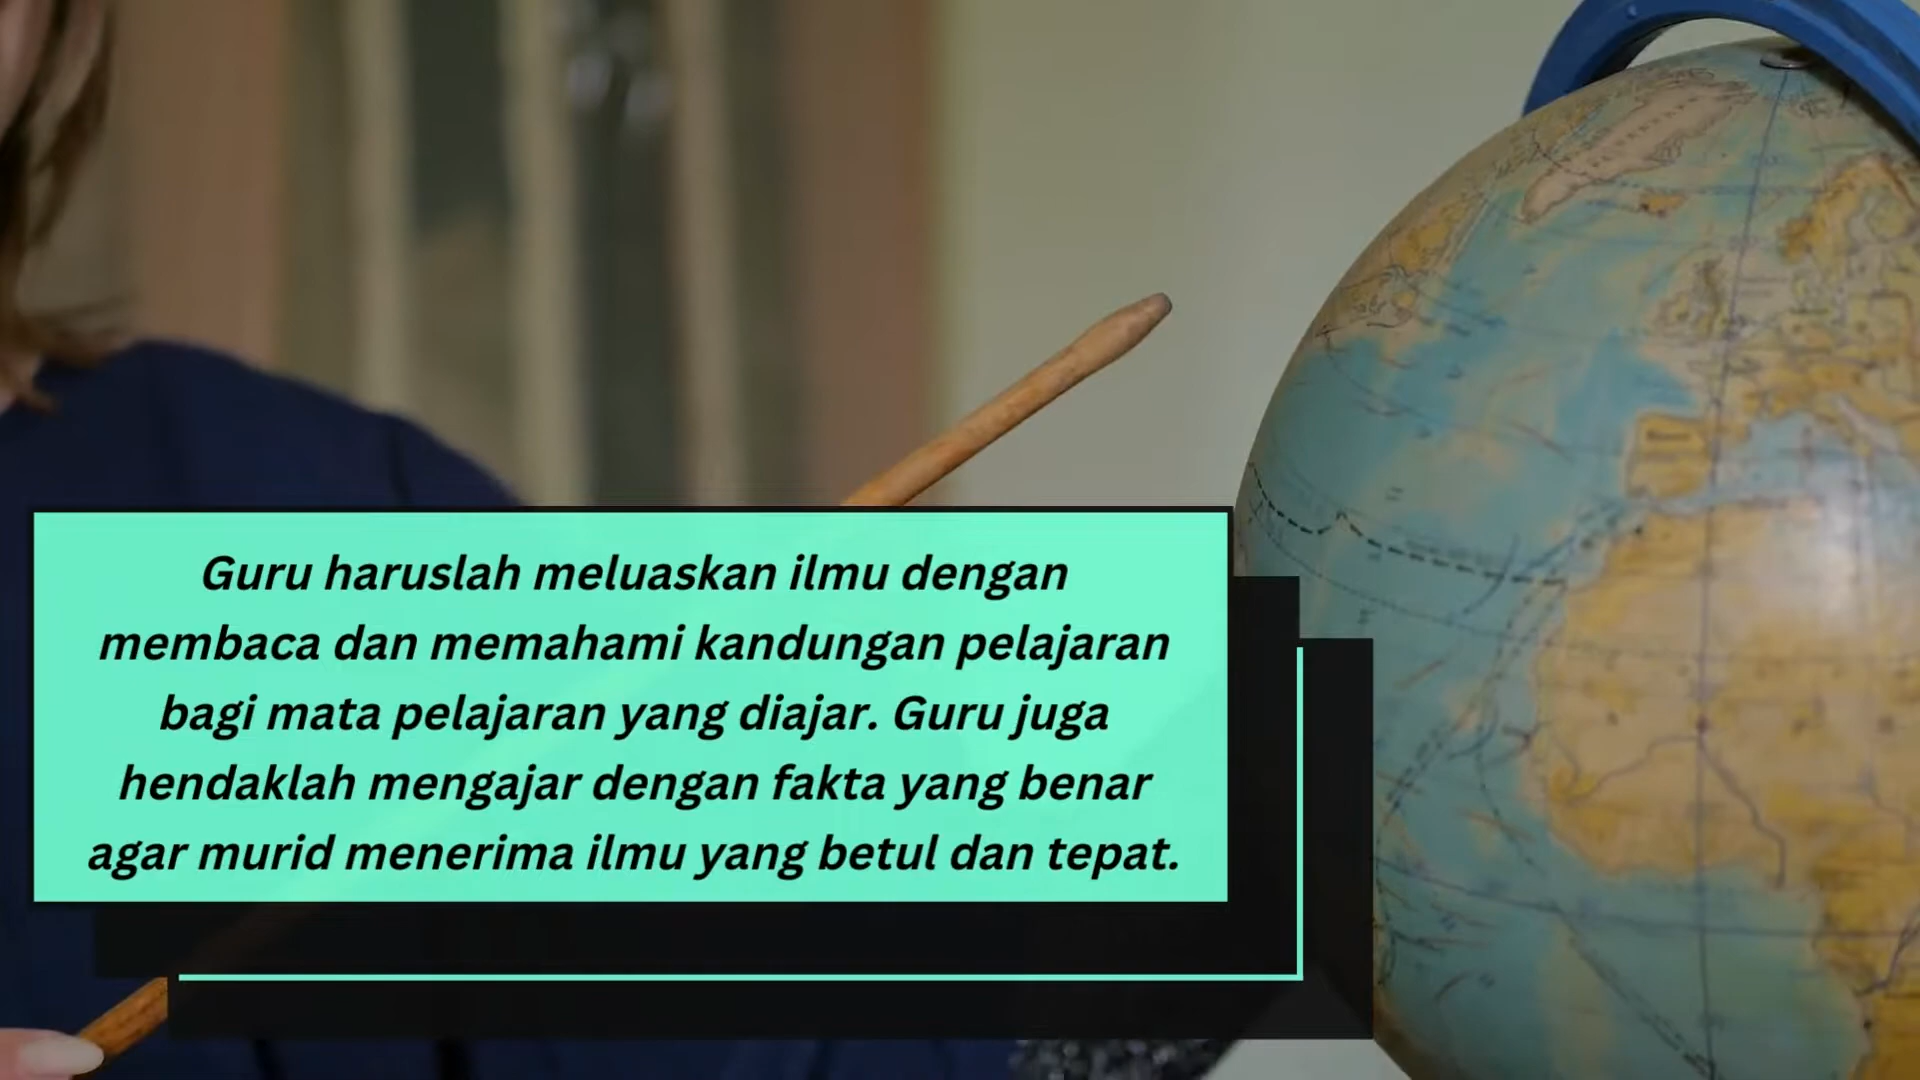 Guru haruslah meluaskan ilmu dengan
membaca dan memahami kandungan pelajaran
bagi mata pelajaran yang diajar. Guru juga
hendaklah mengajar dengan fakta yang benar
agar murid menerima ilmu yang betul dan tepat.